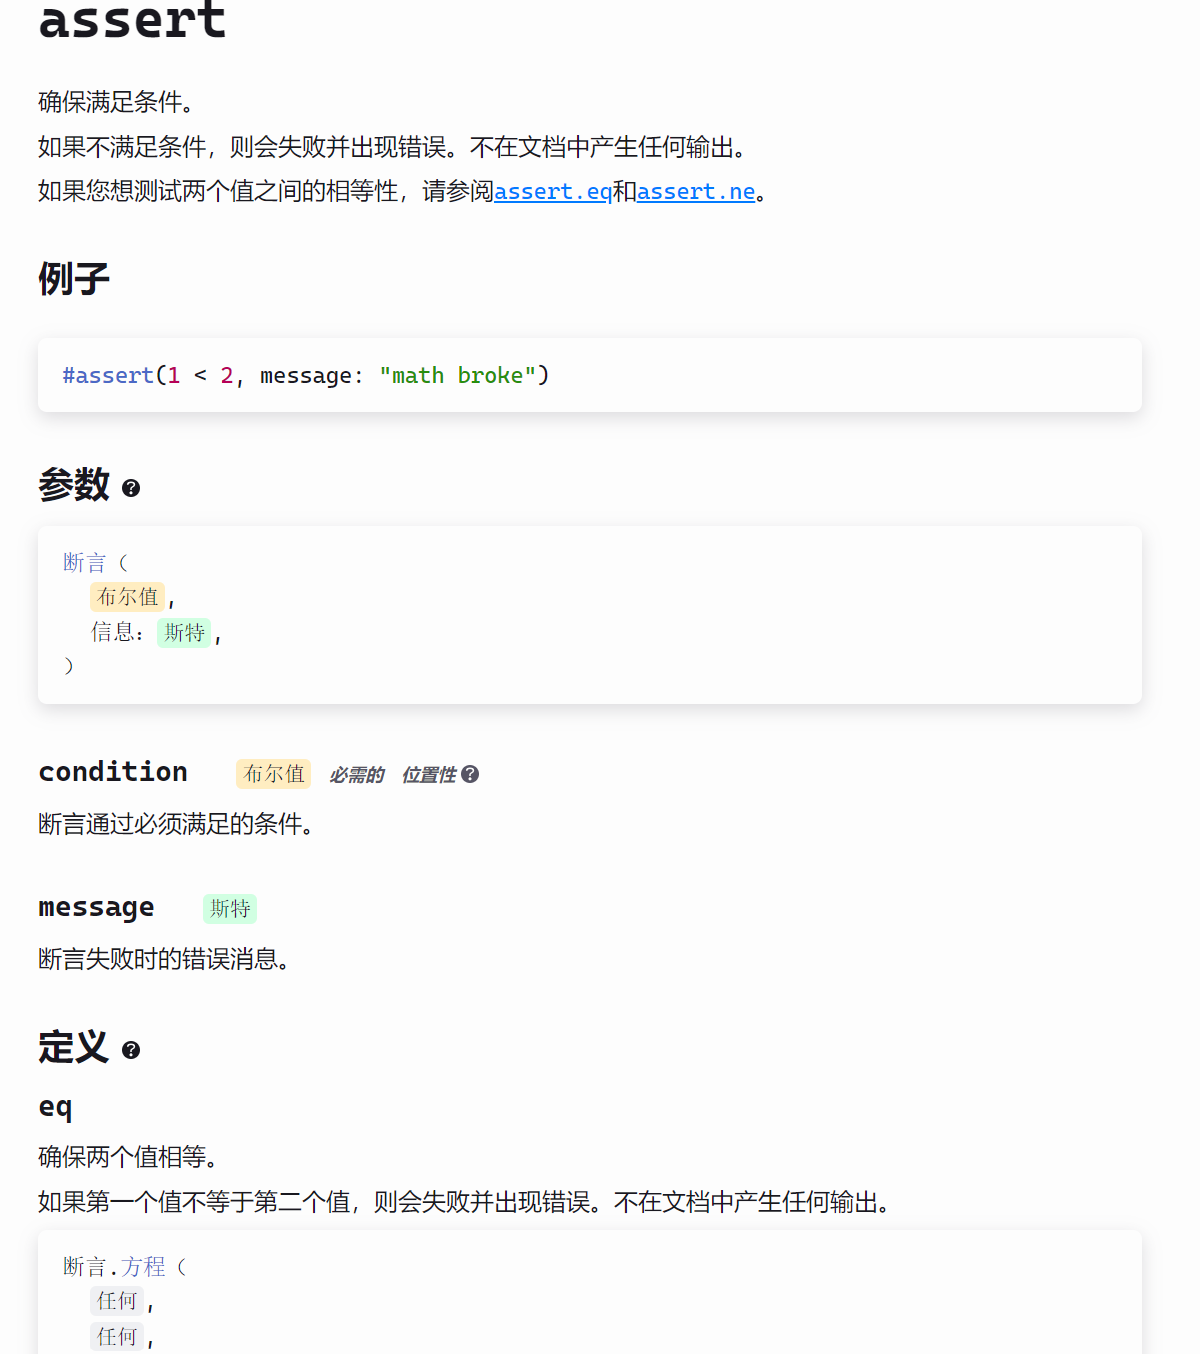 assert
确保满足条件。
如果不满足条件，则会失败并出现错误。不在文档中产生任何输出。
如果您想测试两个值之间的相等性，请参阅assert.eq和assert.ne。
例子
#assert(1 < 2, message: "math broke")
参数
断言（
布尔值,
信息：斯特,
）
condition 布尔值 必需的 位置性
断言通过必须满足的条件。
message 斯特
断言失败时的错误消息。
定义
eq
确保两个值相等。
如果第一个值不等于第二个值，则会失败并出现错误。不在文档中产生任何输出。
断言.方程（
任何,
任何,